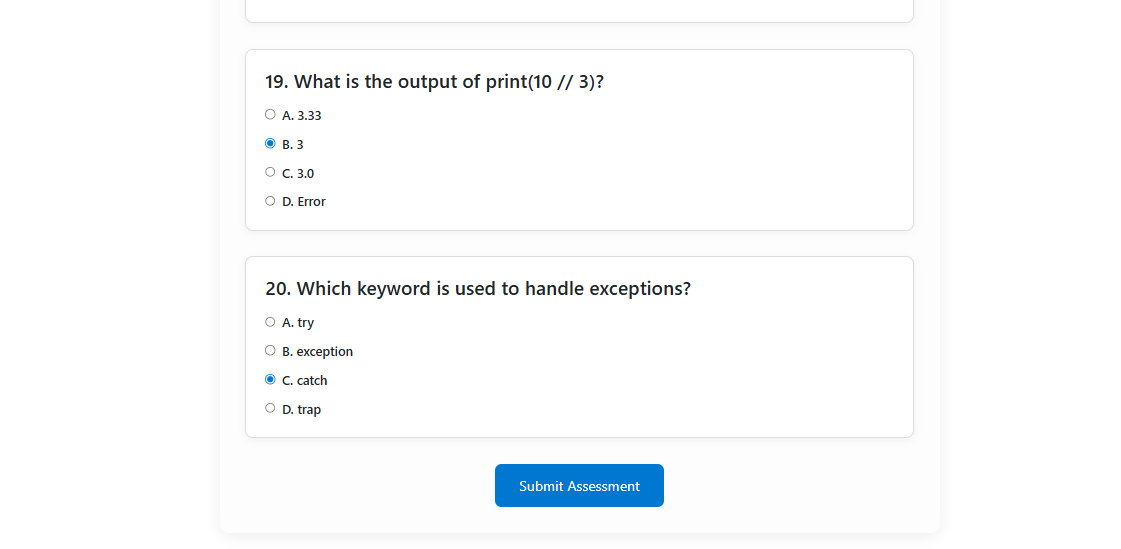 19. What is the output of print(10 // 3)?
A. 3.33
B. 3
C. 3.0
D. Error
20. Which keyword is used to handle exceptions?
A. try
B. exception
C. catch
D. trap
Submit Assessment